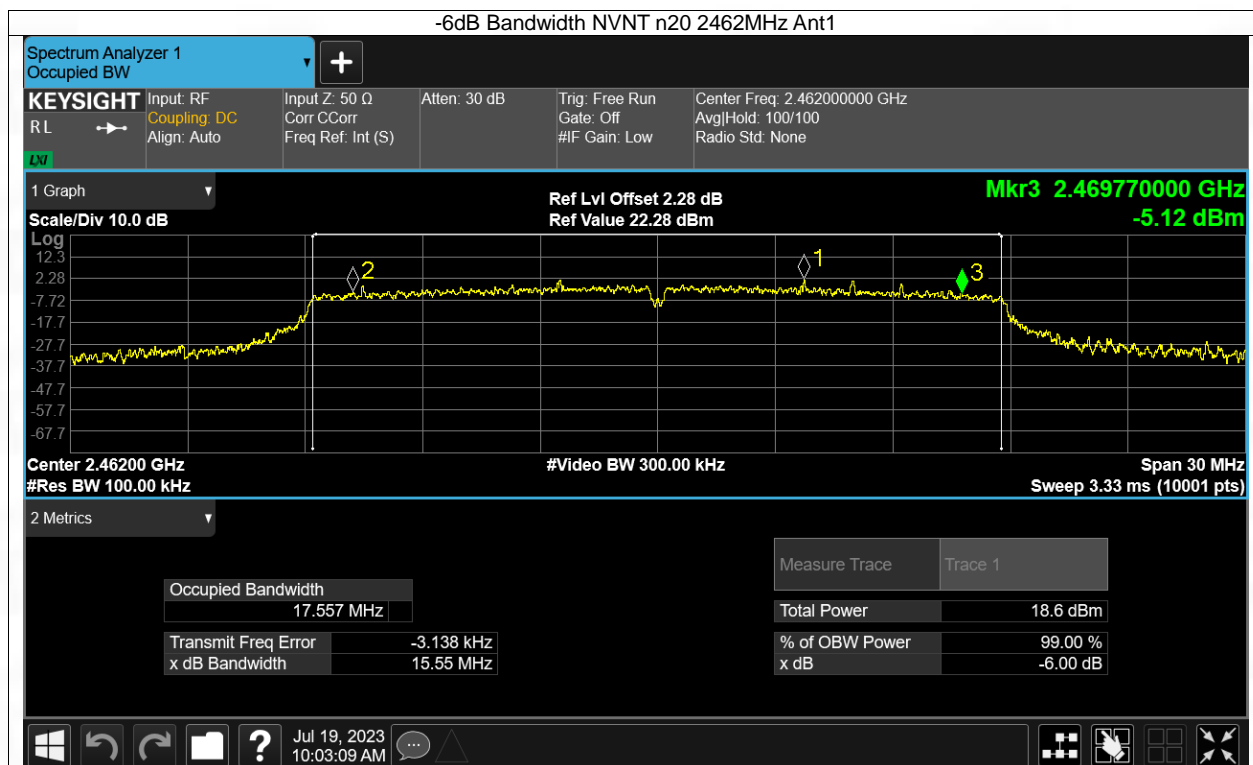 -6dB Bandwidth NVNT n20 2462MHz Ant1
Spectrum Analyzer 1
Occupied BW
+
KEYSIGHT
RL
LXI
Input: RF
Coupling: DC
Align: Auto
Input Z: 50 Ω
Corr CCorr
Freq Ref: Int (S)
Atten: 30 dB
Trig: Free Run
Gate: Off
#IF Gain: Low
Center Freq: 2.462000000 GHz
Avg|Hold: 100/100
Radio Std: None
1 Graph
Scale/Div 10.0 dB
Ref Lvl Offset 2.28 dB
Ref Value 22.28 dBm
Mkr3 2.469770000 GHz
-5.12 dBm
Log
12.3
2.28
-7.72
-17.7
-27.7
-37.7
-47.7
-57.7
-67.7
2
1
3
Center 2.46200 GHz
#Video BW 300.00 kHz
Span 30 MHz
#Res BW 100.00 kHz
Sweep 3.33 ms (10001 pts)
2 Metrics
Occupied Bandwidth
17.557 MHz
Transmit Freq Error -3.138 kHz
x dB Bandwidth 15.55 MHz
Measure Trace Trace 1
Total Power 18.6 dBm
% of OBW Power 99.00 %
x dB -6.00 dB
?
Jul 19, 2023
10:03:09 AM